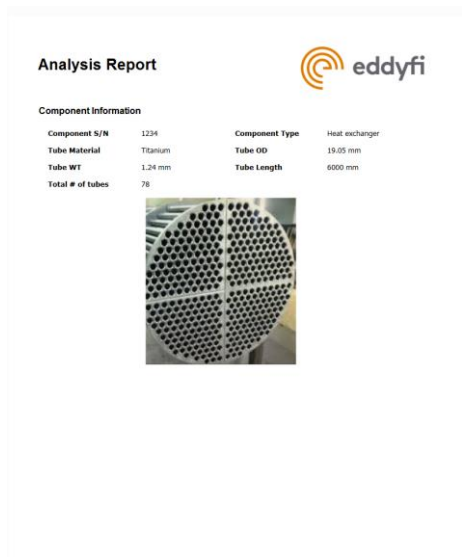 Analysis Report
eddyfi
Component Information
Component S/N 1234 Component Type Heat exchanger
Tube Material Titanium Tube OD 19.05 mm
Tube WT 1.24 mm Tube Length 6000 mm
Total # of tubes 78